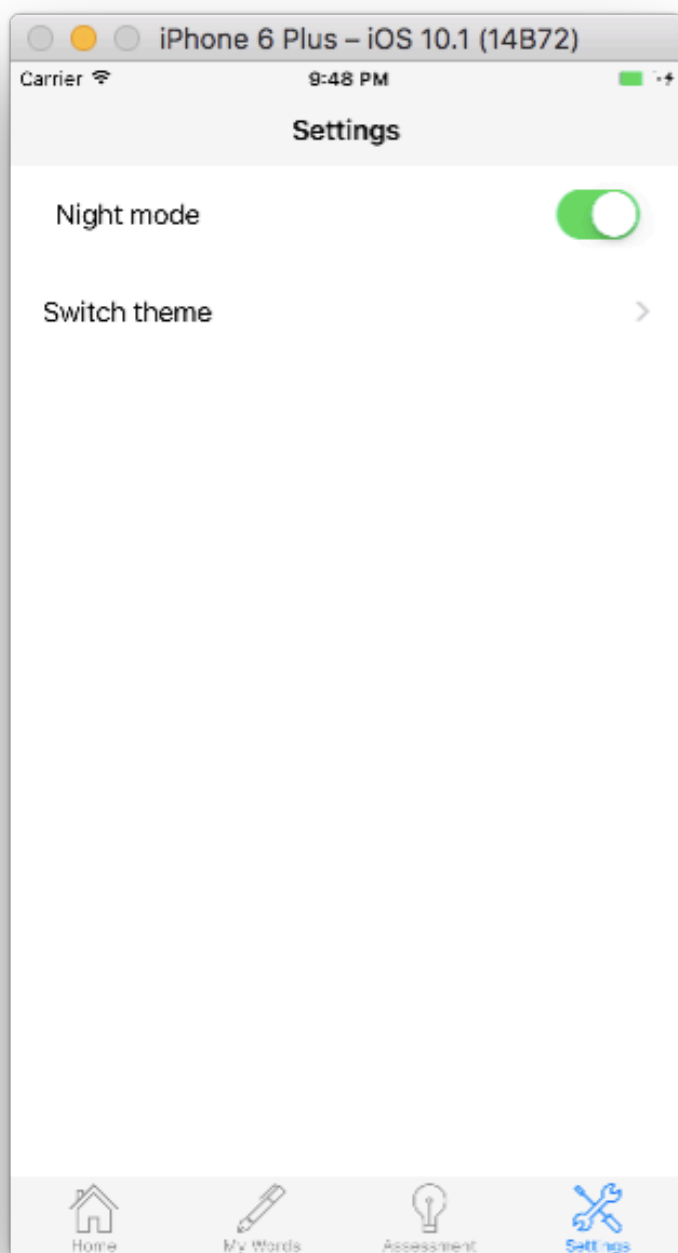 iPhone 6 Plus – iOS 10.1 (14B72)
Carrier 9:48 PM
Settings
Night mode
Switch theme
Home My Words Assessment Settings